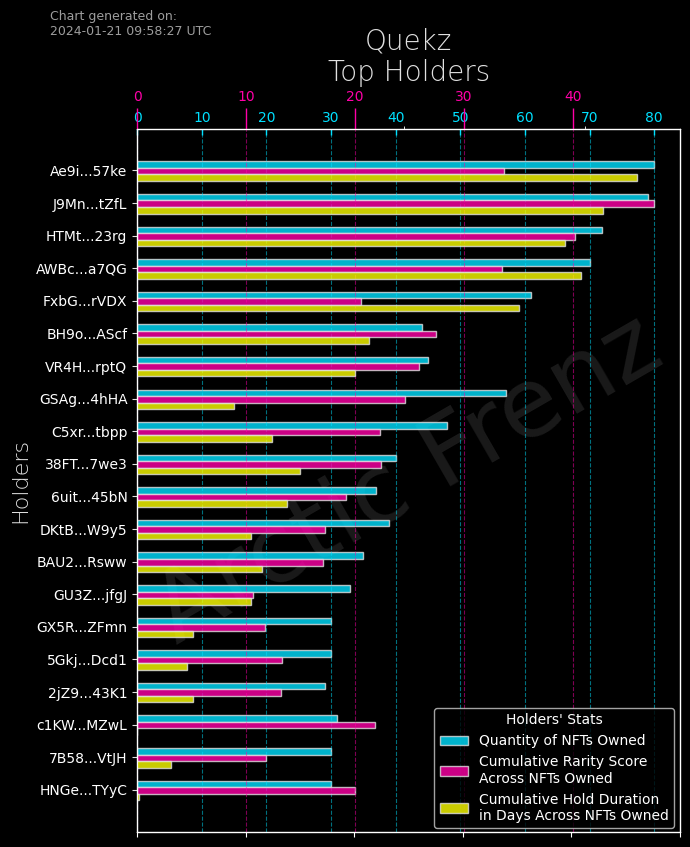 Chart generated on:
2024-01-21 09:58:27 UTC
Quekz
Top Holders
0 10 20 30 40
0 10 20 30 40 50 60 70 80
Holders
Ae9i...57ke
J9Mn...tZfL
HTMt...23rg
AWBc...a7QG
FxbG...rVDX
BH9o...AScf
VR4H...rptQ
GSAg...4hHA
C5xr...tbpp
38FT...7we3
6uit...45bN
DKtB...W9y5
BAU2...Rsww
GU3Z...jfgJ
GX5R...ZFmn
5Gkj...Dcd1
2jZ9...43K1
c1KW...MZwL
7B58...VtJH
HNGe...TYyC
Arctic Frenz
Holders' Stats
Quantity of NFTs Owned
Cumulative Rarity Score
Across NFTs Owned
Cumulative Hold Duration
in Days Across NFTs Owned